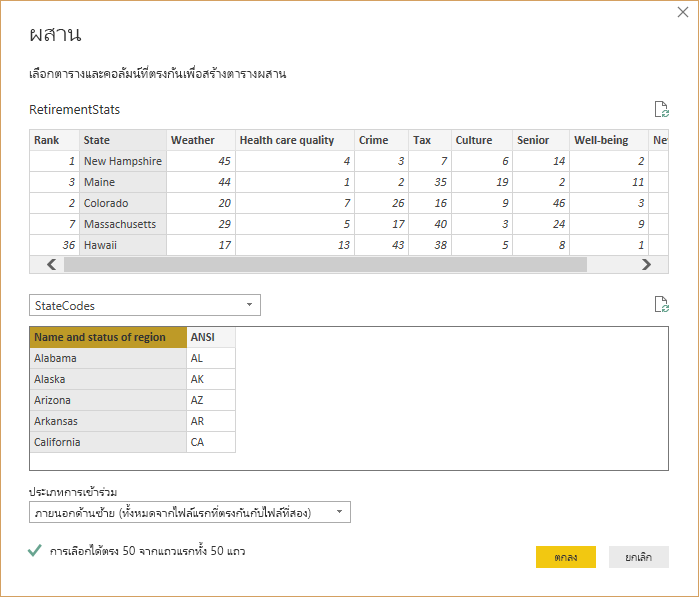 ผสาน
เลือกตารางและคอลัมน์ที่ตรงกันเพื่อสร้างตารางผสาน
RetirementStats
Rank State Weather Health care quality Crime Tax Culture Senior Well-being Ne
1 New Hampshire 45 4 3 7 6 14 2
3 Maine 44 1 2 35 19 2 11
2 Colorado 20 7 26 16 9 46 3
7 Massachusetts 29 5 17 40 3 24 9
36 Hawaii 17 13 43 38 5 8 1
StateCodes
Name and status of region ANSI
Alabama AL
Alaska AK
Arizona AZ
Arkansas AR
California CA
ประเภทการเข้าร่วม
ภายนอกด้านซ้าย (ทั้งหมดจากไฟล์แรกที่ตรงกันกับไฟล์ที่สอง)
การเลือกได้ตรง 50 จากแถวแรกทั้ง 50 แถว
ตกลง ยกเลิก